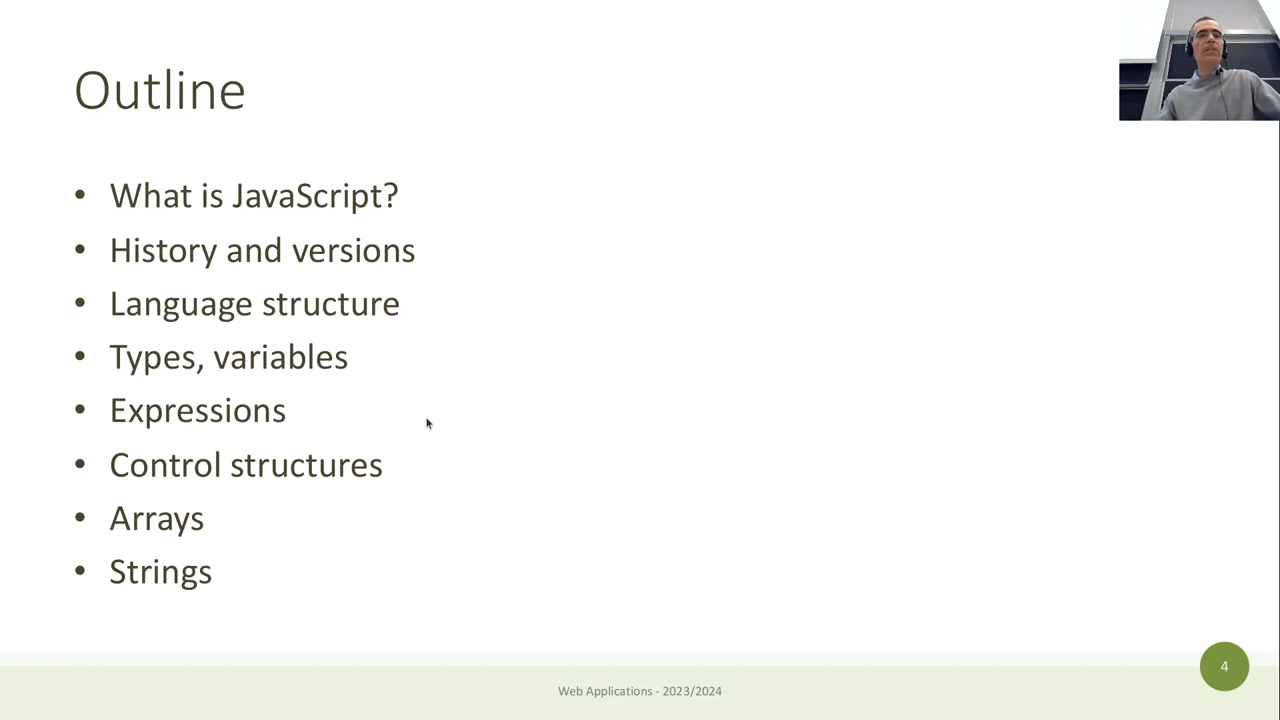 Outline
• What is JavaScript?
• History and versions
• Language structure
• Types, variables
• Expressions
• Control structures
• Arrays
• Strings
Web Applications - 2023/2024
4